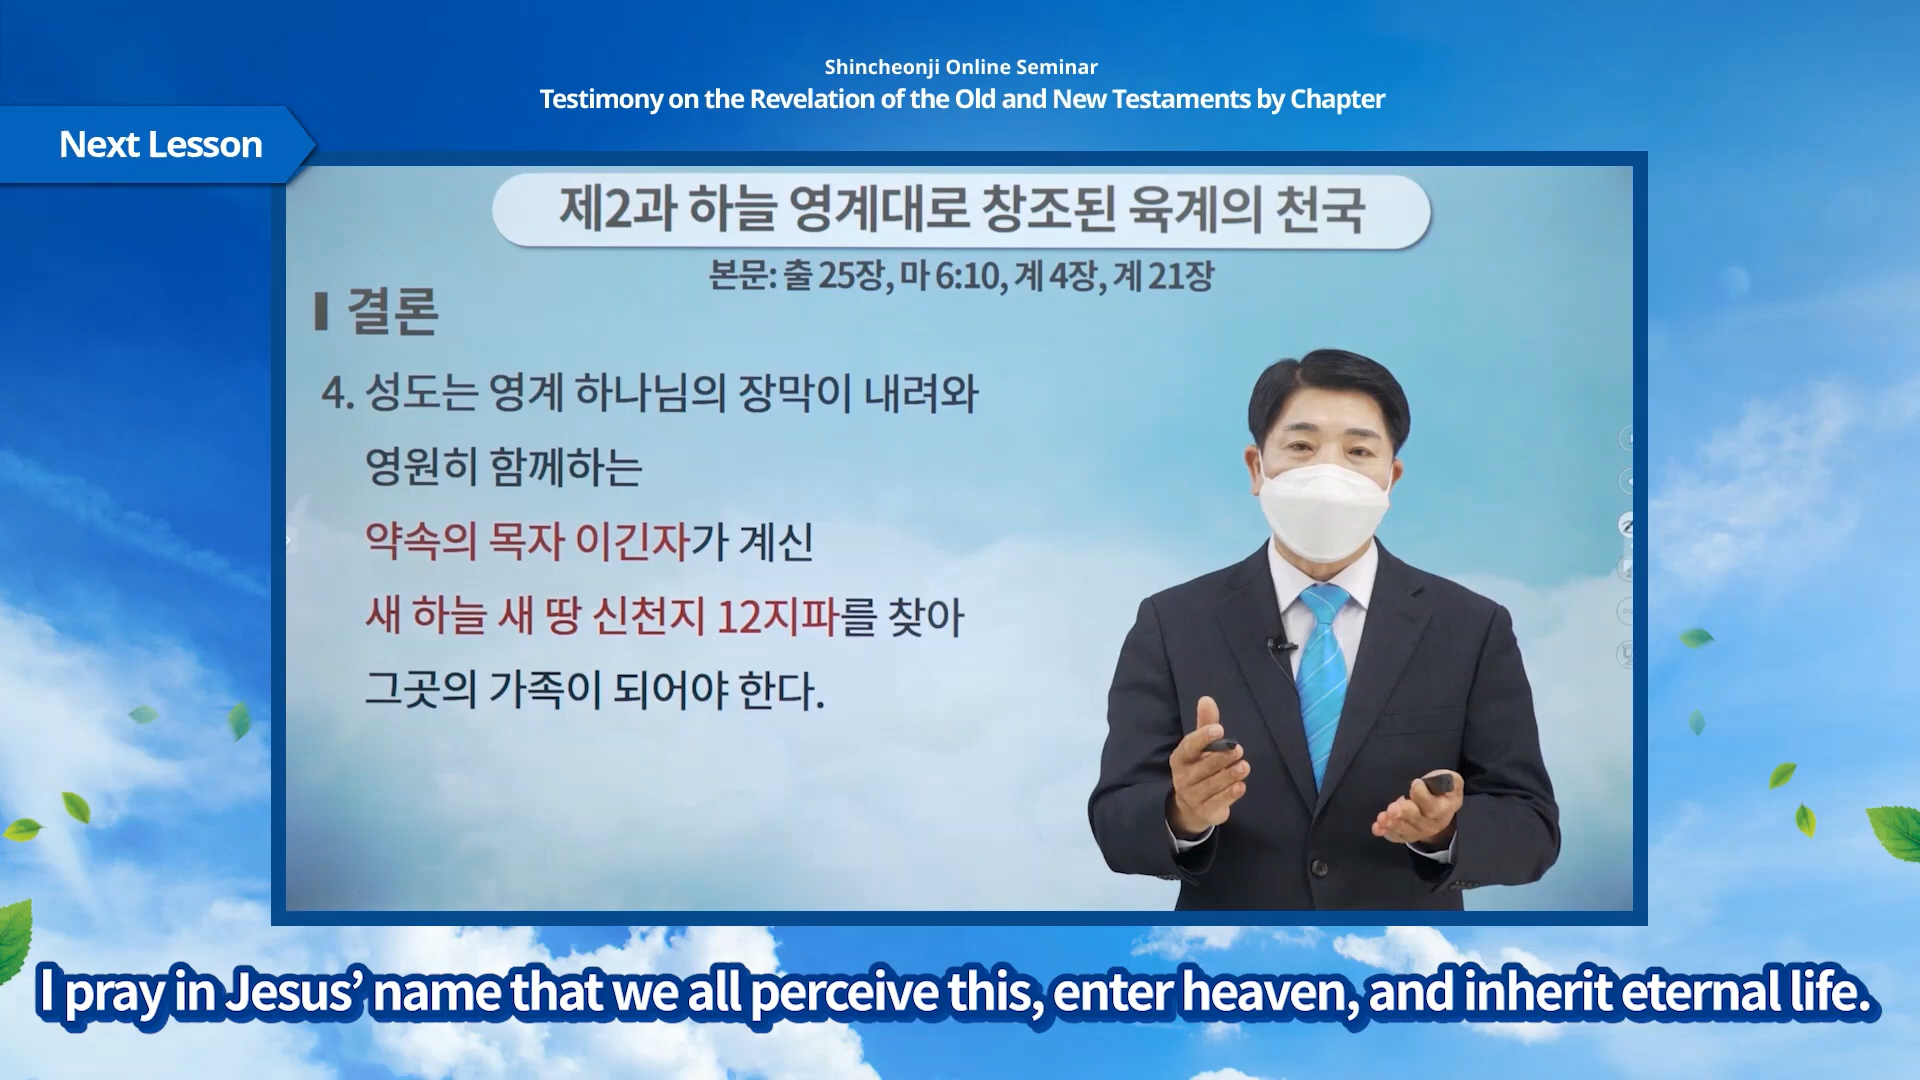 Shincheonji Online Seminar
Testimony on the Revelation of the Old and New Testaments by Chapter
Next Lesson
제2과 하늘 영계대로 창조된 육계의 천국
본문: 출 25장, 마 6:10, 계 4장, 계 21장
결론
4. 성도는 영계 하나님의 장막이 내려와
영원히 함께하는
약속의 목자 이긴자가 계신
새 하늘 새 땅 신천지 12지파를 찾아
그곳의 가족이 되어야 한다.
I pray in Jesus’ name that we all perceive this, enter heaven, and inherit eternal life.